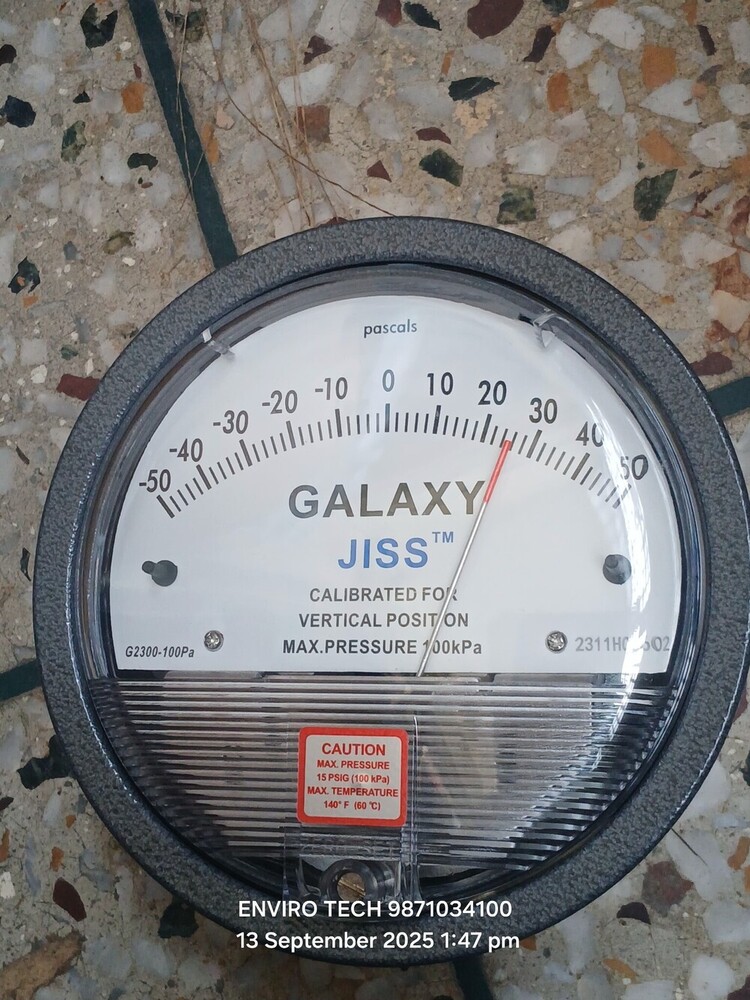 pascals
-50 -40 -30 -20 -10 0 10 20 30 40 50
GALAXY
JISS™
CALIBRATED FOR
VERTICAL POSITION
MAX.PRESSURE 100kPa
G2300-100Pa
CAUTION
MAX. PRESSURE
15 PSIG (100 kPa)
MAX. TEMPERATURE
140° F (60 °C)
ENVIRO TECH 9871034100
13 September 2025 1:47 pm